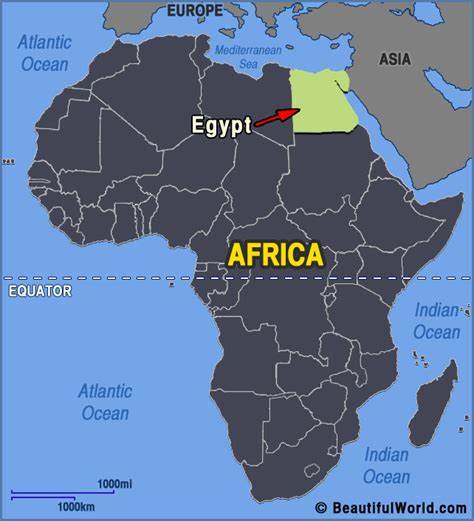 EUROPE
Atlantic
Ocean
Mediterranean
Sea
ASIA
Egypt
AFRICA
EQUATOR
Indian
Ocean
Atlantic
Ocean
Indian
Ocean
1000mi
1000km
© BeautifulWorld.com